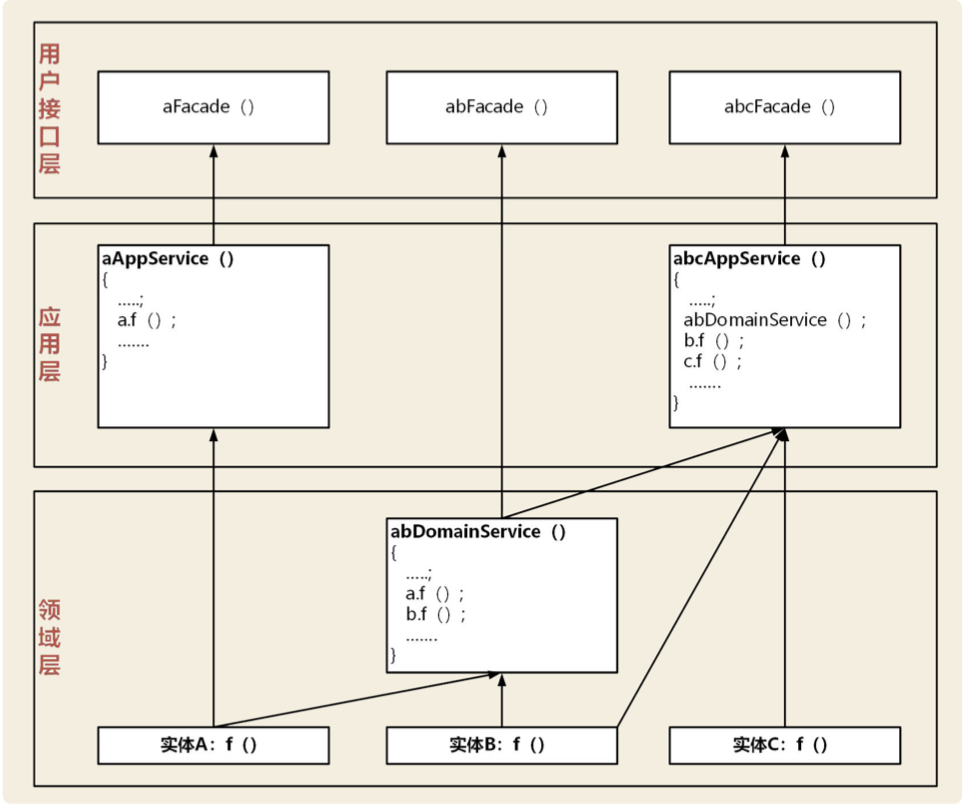 用户接口层
aFacade（）
abFacade（）
abcFacade（）
应用层
aAppService（）
{
.....;
a.f（）;
.......
}
abcAppService（）
{
.....;
abDomainService（）;
b.f（）;
c.f（）;
.......
}
领域层
abDomainService（）
{
.....;
a.f（）;
b.f（）;
.......
}
实体A：f（）
实体B：f（）
实体C：f（）